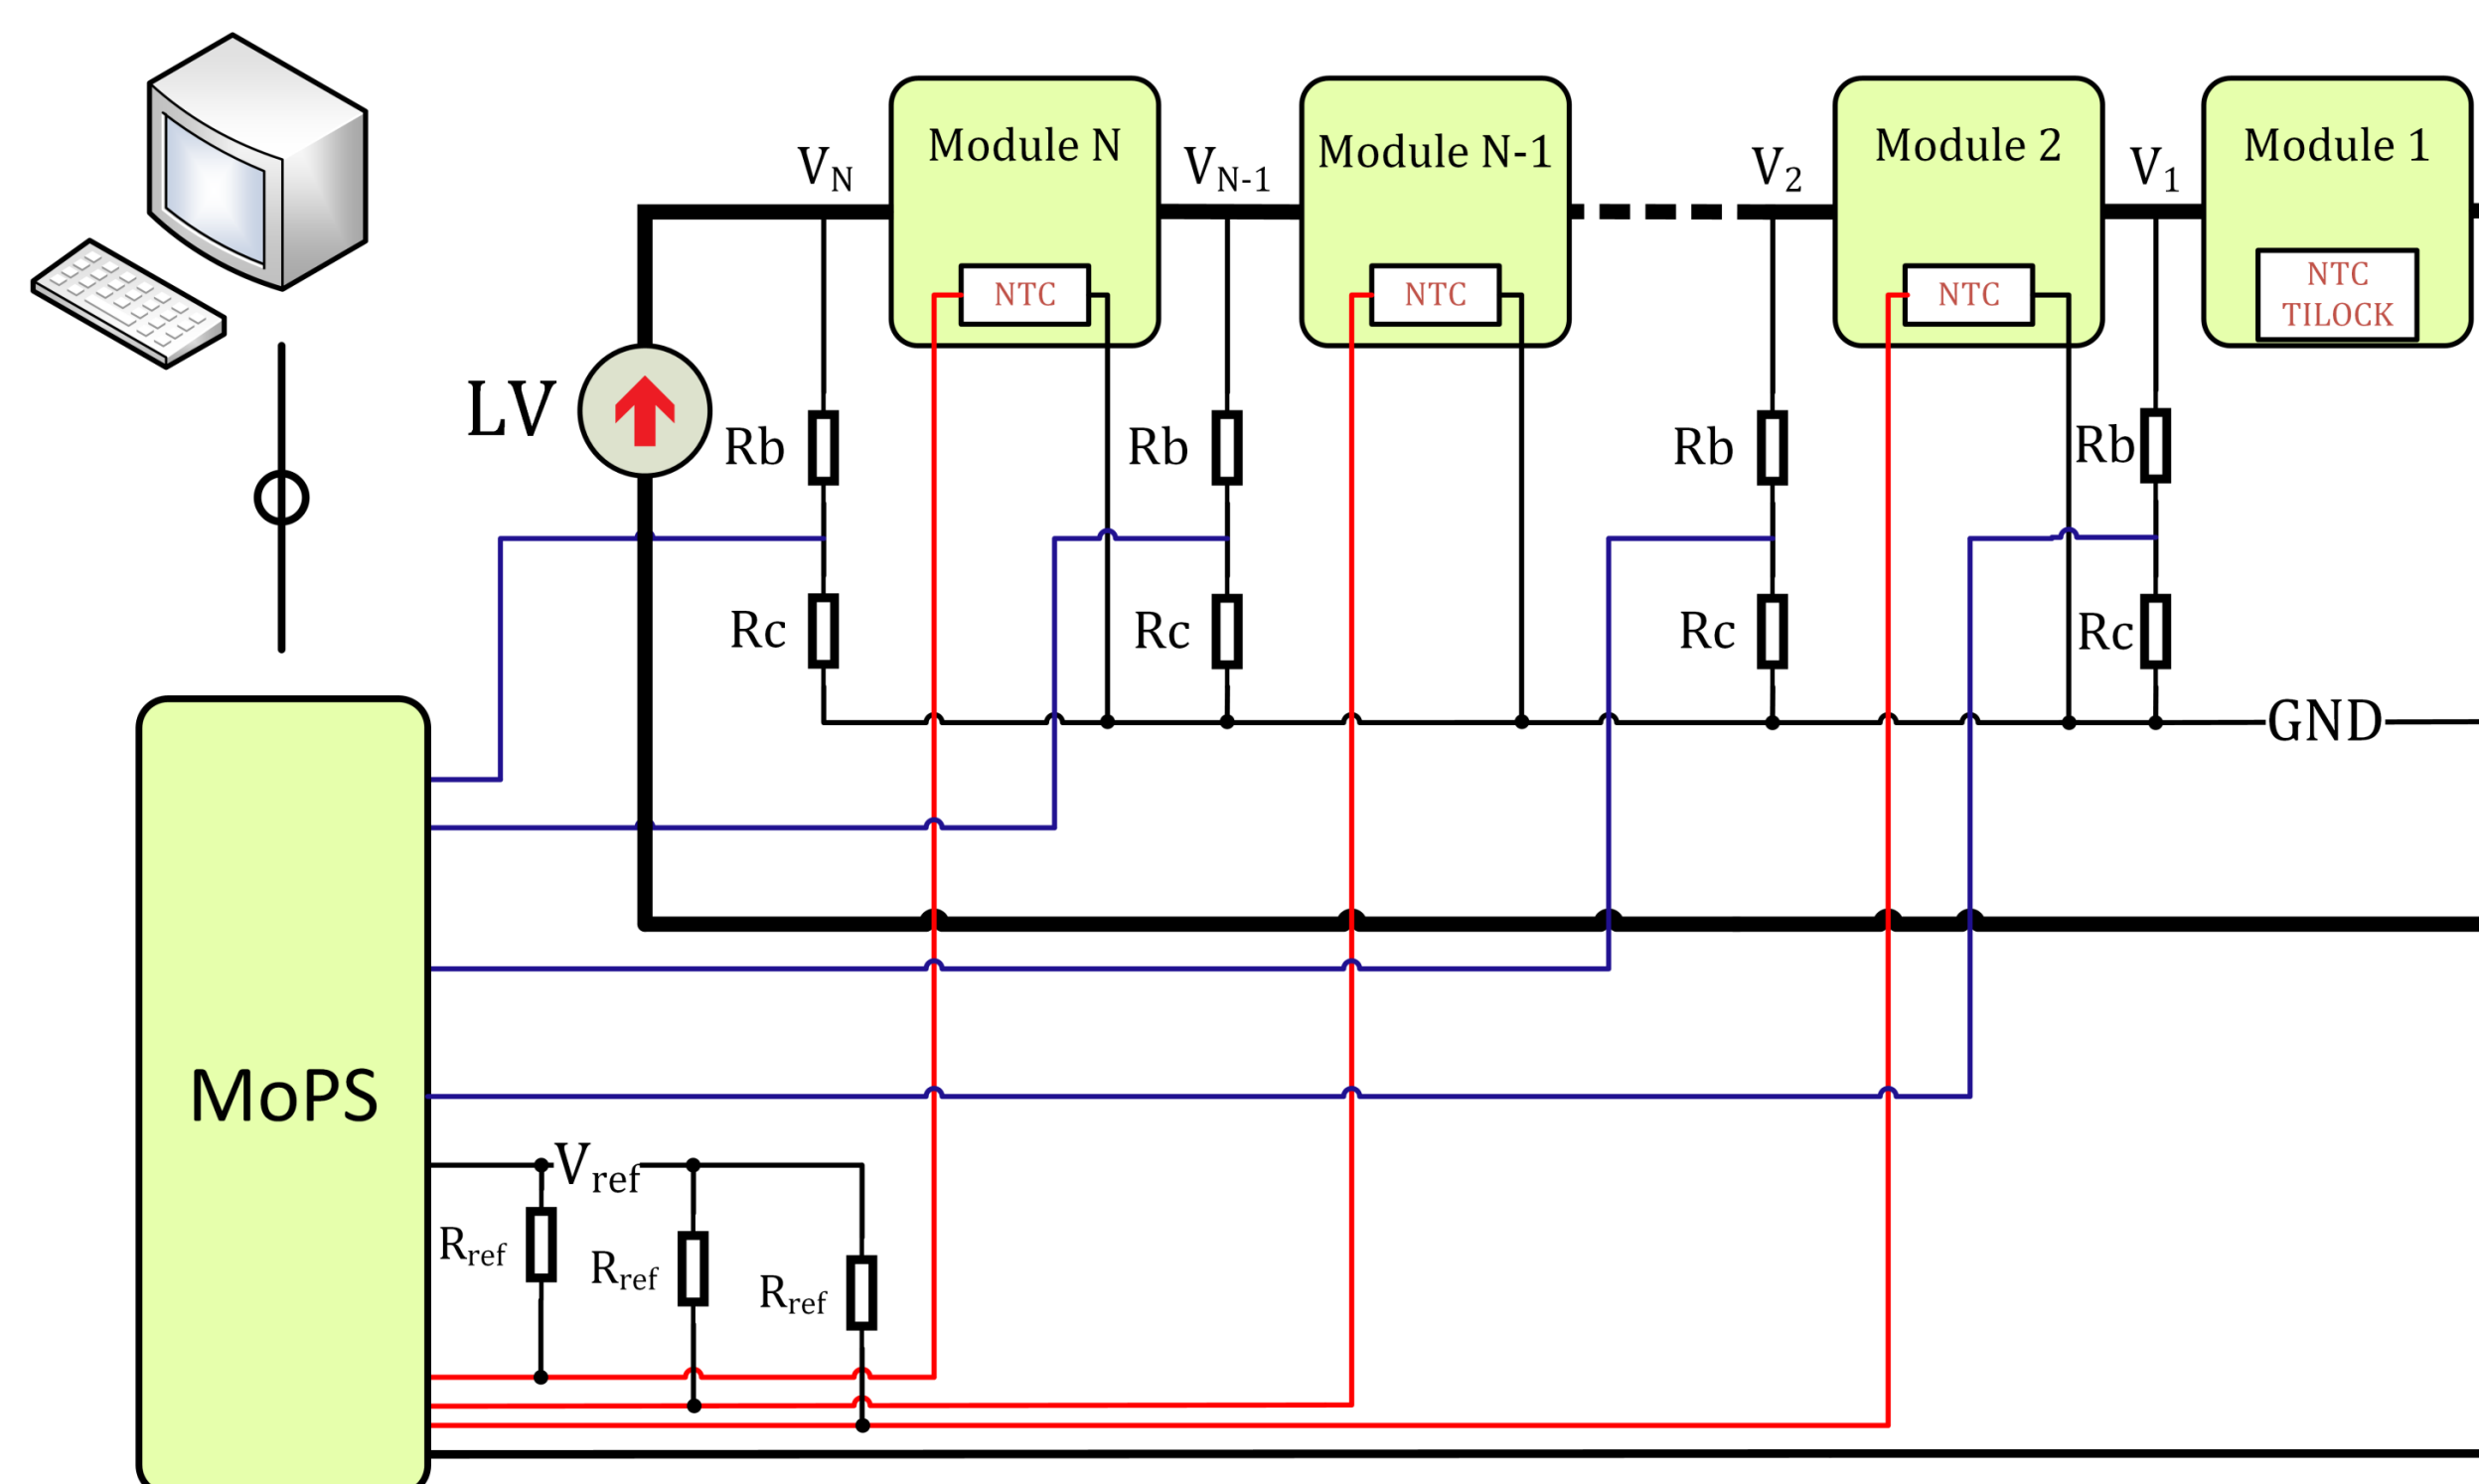 Module N
Module N-1
Module 2
Module 1
V_N
V_N-1
V_2
V_1
NTC
NTC
NTC
NTC
TILOCK
LV
Rb
Rb
Rb
Rb
Rc
Rc
Rc
Rc
GND
MoPS
V_ref
R_ref
R_ref
R_ref